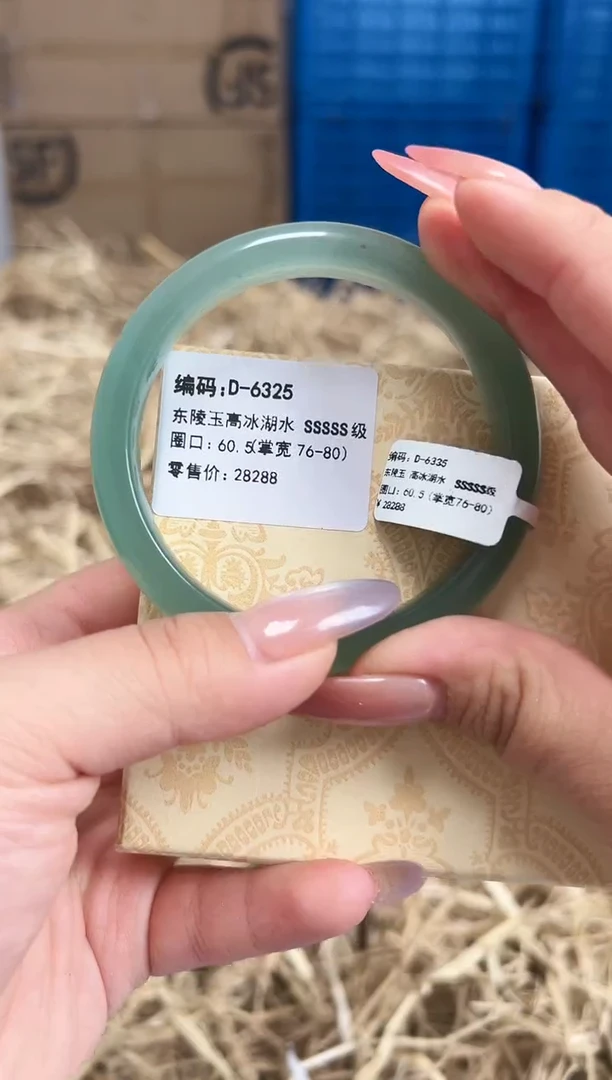 编码:D-6325
东陵玉高冰湖水 SSSSS级
圈口: 60.5(掌宽 76-80)
零售价: 28288
编码: D-6335
东陵玉 高冰湖水 SSSSS级
圈口: 60.5 (掌宽76-80)
¥ 28288